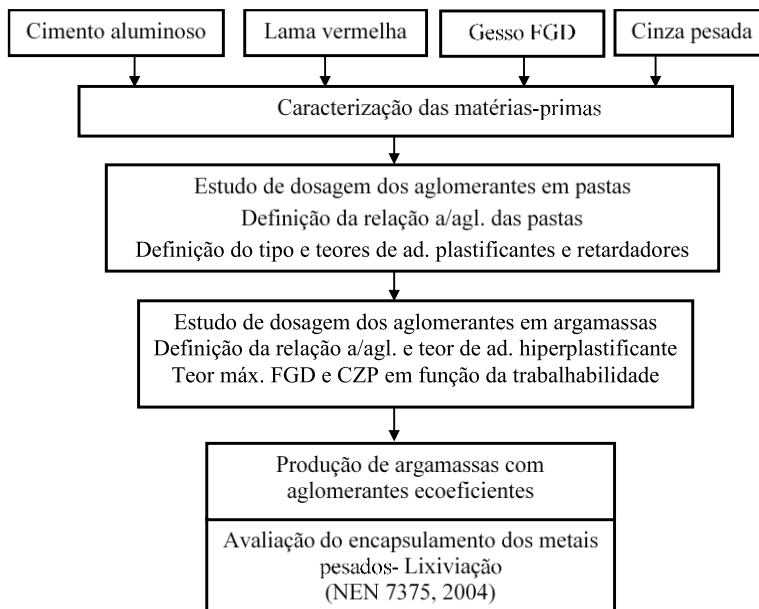 Cimento aluminoso
Lama vermelha
Gesso FGD
Cinza pesada
Caracterização das matérias-primas
Estudo de dosagem dos aglomerantes em pastas
Definição da relação a/agl. das pastas
Definição do tipo e teores de ad. plastificantes e retardadores
Estudo de dosagem dos aglomerantes em argamassas
Definição da relação a/agl. e teor de ad. hiperplastificante
Teor máx. FGD e CZP em função da trabalhabilidade
Produção de argamassas com
aglomerantes ecoeficientes
Avaliação do encapsulamento dos metais
pesados- Lixiviação
(NEN 7375, 2004)